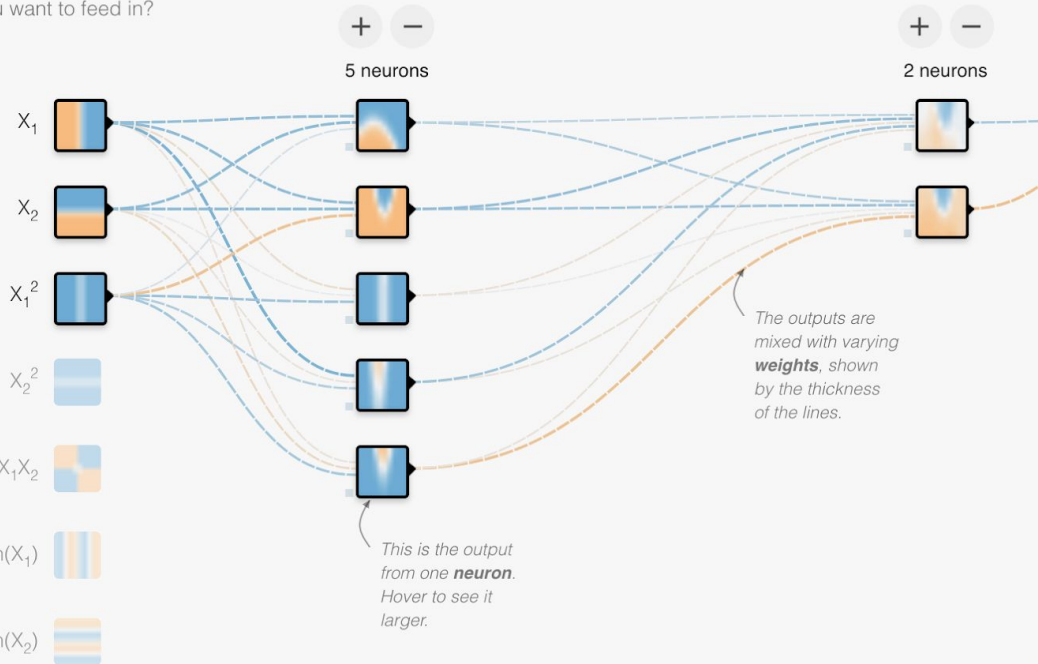 u want to feed in?
+ − + −
5 neurons 2 neurons
X₁
X₂
X₁²
X₂²
X₁X₂
n(X₁)
n(X₂)
The outputs are
mixed with varying
weights, shown
by the thickness
of the lines.
This is the output
from one neuron.
Hover to see it
larger.